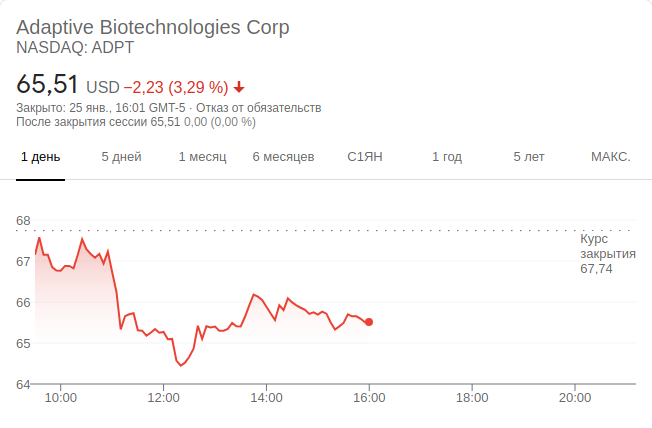 Adaptive Biotechnologies Corp
NASDAQ: ADPT
65,51 USD −2,23 (3,29 %)
Закрыто: 25 янв., 16:01 GMT-5 · Отказ от обязательств
После закрытия сессии 65,51 0,00 (0,00 %)
1 день 5 дней 1 месяц 6 месяцев С1ЯН 1 год 5 лет МАКС.
68
Курс
закрытия
67,74
67
66
65
64
10:00 12:00 14:00 16:00 18:00 20:00